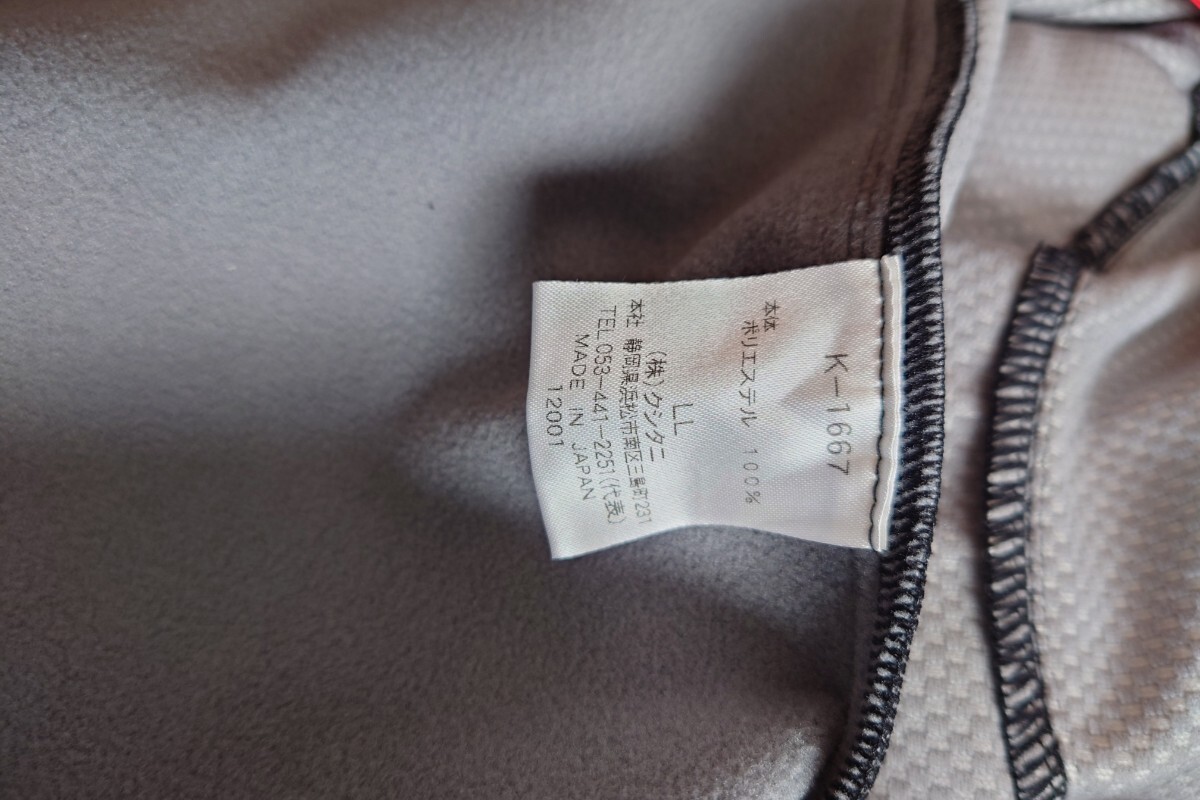 K-1667
本体
ポリエステル 100%
LL
(株)クシタニ
本社 静岡県浜松市南区三島町231
TEL 053-441-2251(代表)
MADE IN JAPAN
12001